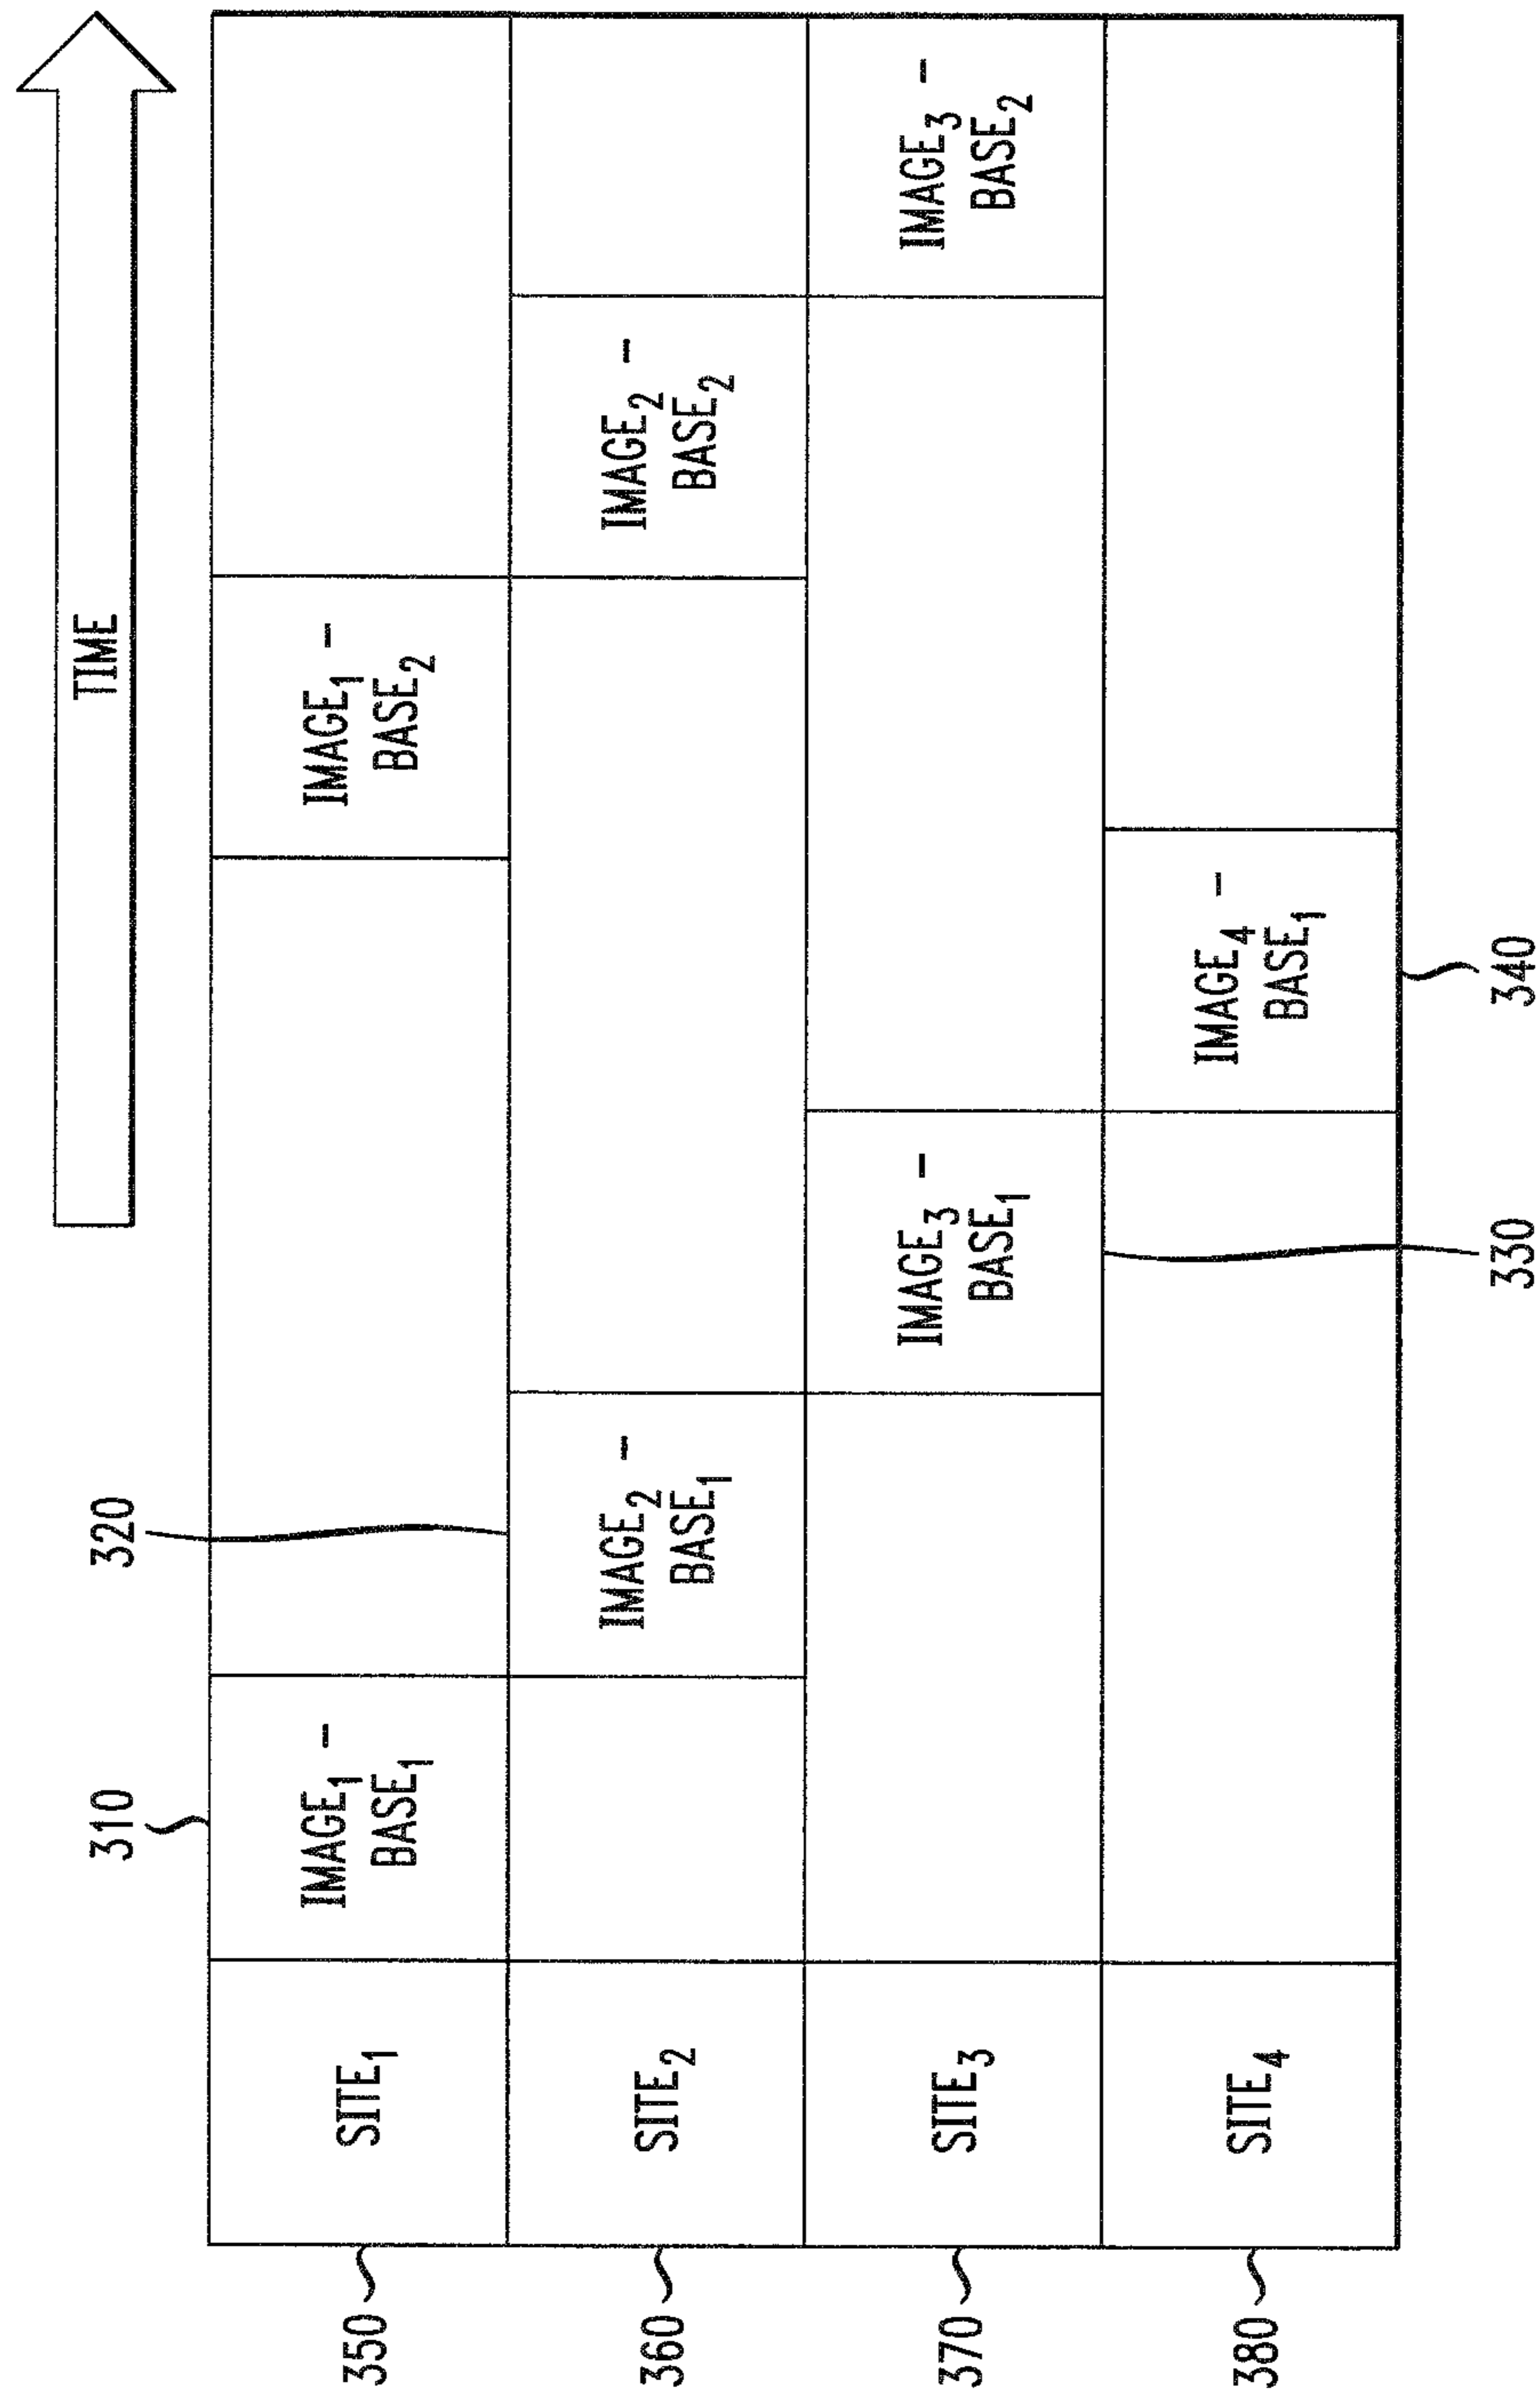 TIME
310
320
350
SITE₁
IMAGE₁ –
BASE₁
IMAGE₁ –
BASE₂
360
SITE₂
IMAGE₂ –
BASE₁
IMAGE₂ –
BASE₂
370
SITE₃
IMAGE₃ –
BASE₁
IMAGE₃ –
BASE₂
380
SITE₄
IMAGE₄ –
BASE₁
330
340